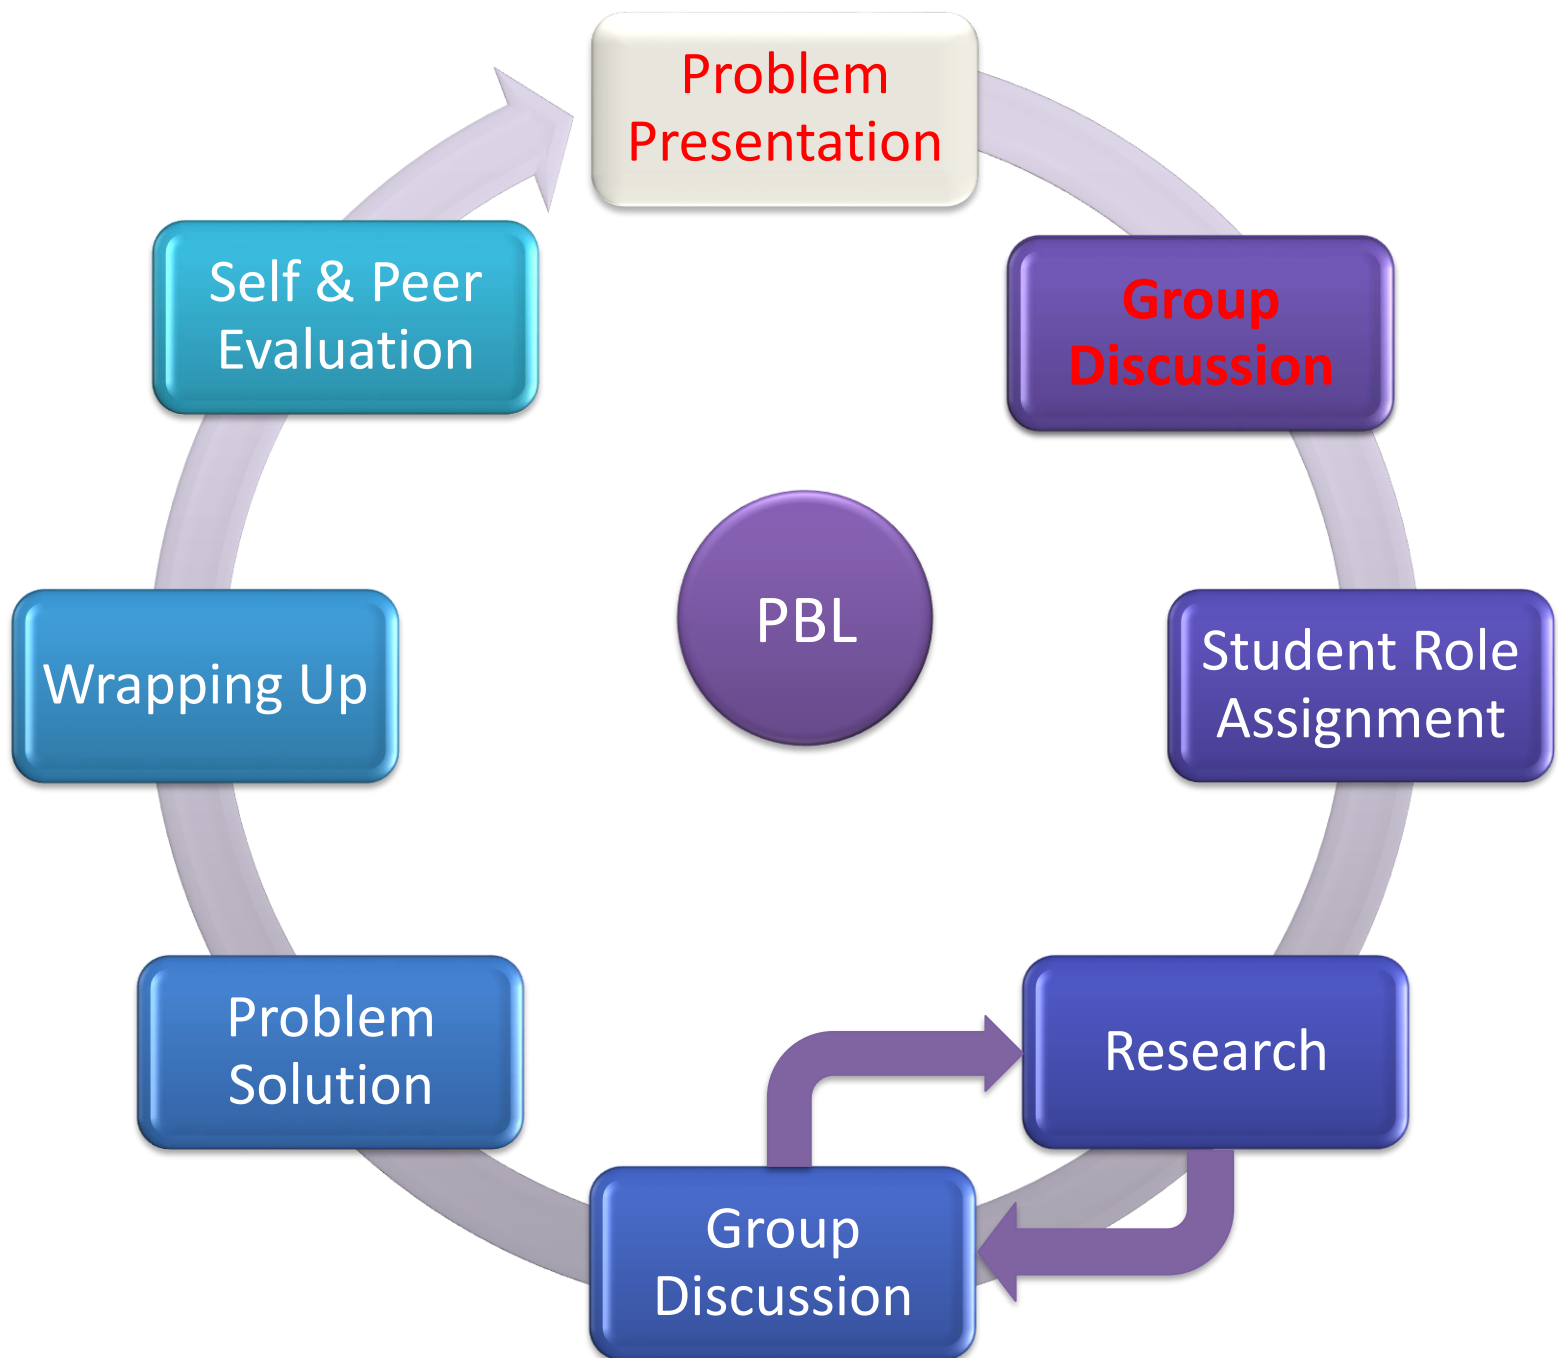 Problem
Presentation
Group
Discussion
Student Role
Assignment
Research
Group
Discussion
Problem
Solution
Wrapping Up
Self & Peer
Evaluation
PBL